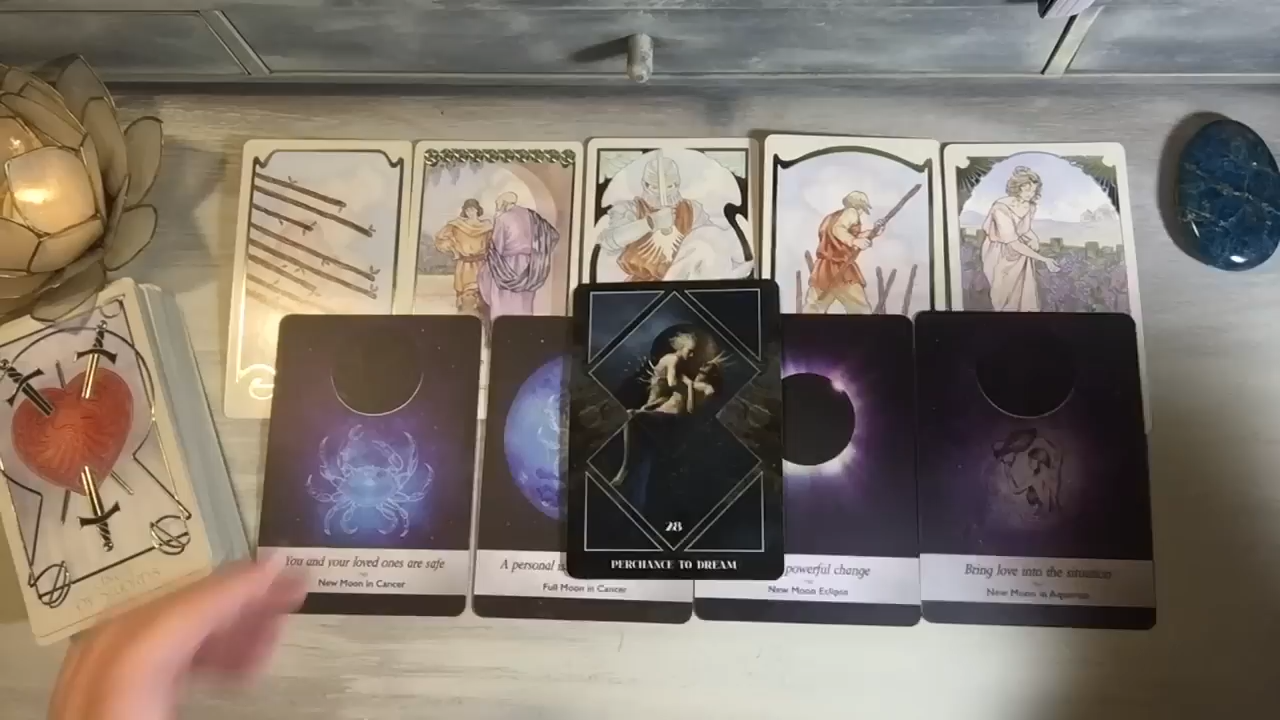 You and your loved ones are safe
New Moon in Cancer
A personal
Full Moon in Cancer
28
PERCHANCE TO DREAM
powerful change
New Moon Eclipse
Bring love into the situation
New Moon in Aquarius